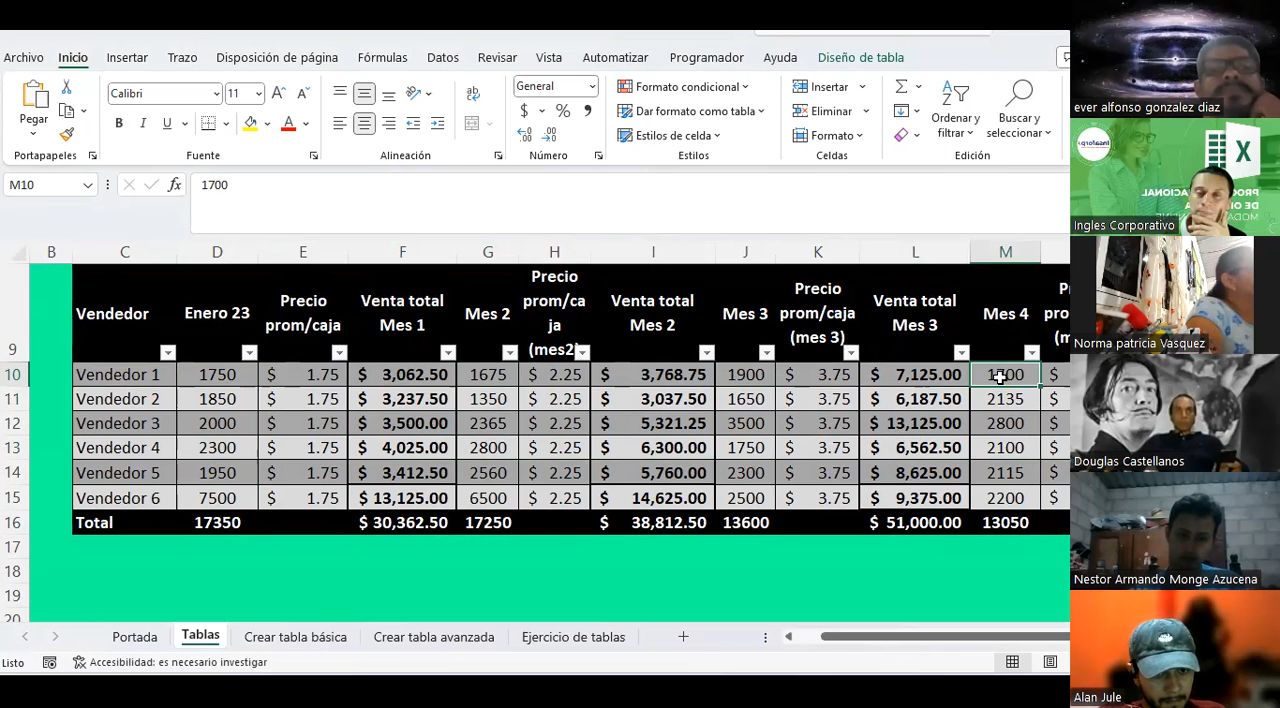 Archivo Inicio Insertar Trazo Disposición de página Fórmulas Datos Revisar Vista Automatizar Programador Ayuda Diseño de tabla
Pegar
Portapapeles
Calibri 11
N K S A
Fuente
Alineación
General
$ % ,
Número
Formato condicional
Dar formato como tabla
Estilos de celda
Estilos
Insertar
Eliminar
Formato
Celdas
Ordenar y filtrar
Buscar y seleccionar
Edición
M10 fx 1700
B C D E F G H I J K L M
9 Vendedor Enero 23 Precio prom/caja Venta total Mes 1 Mes 2 Precio prom/caja (mes2) Venta total Mes 2 Mes 3 Precio prom/caja (mes 3) Venta total Mes 3 Mes 4
10 Vendedor 1 1750 $ 1.75 $ 3,062.50 1675 $ 2.25 $ 3,768.75 1900 $ 3.75 $ 7,125.00 1700 $
11 Vendedor 2 1850 $ 1.75 $ 3,237.50 1350 $ 2.25 $ 3,037.50 1650 $ 3.75 $ 6,187.50 2135 $
12 Vendedor 3 2000 $ 1.75 $ 3,500.00 2365 $ 2.25 $ 5,321.25 3500 $ 3.75 $ 13,125.00 2800 $
13 Vendedor 4 2300 $ 1.75 $ 4,025.00 2800 $ 2.25 $ 6,300.00 1750 $ 3.75 $ 6,562.50 2100 $
14 Vendedor 5 1950 $ 1.75 $ 3,412.50 2560 $ 2.25 $ 5,760.00 2300 $ 3.75 $ 8,625.00 2115 $
15 Vendedor 6 7500 $ 1.75 $ 13,125.00 6500 $ 2.25 $ 14,625.00 2500 $ 3.75 $ 9,375.00 2200 $
16 Total 17350 $ 30,362.50 17250 $ 38,812.50 13600 $ 51,000.00 13050
17
18
19
20
Portada Tablas Crear tabla básica Crear tabla avanzada Ejercicio de tablas
Listo Accesibilidad: es necesario investigar
ever alfonso gonzalez diaz
Ingles Corporativo
Norma patricia Vasquez
Douglas Castellanos
Nestor Armando Monge Azucena
Alan Jule